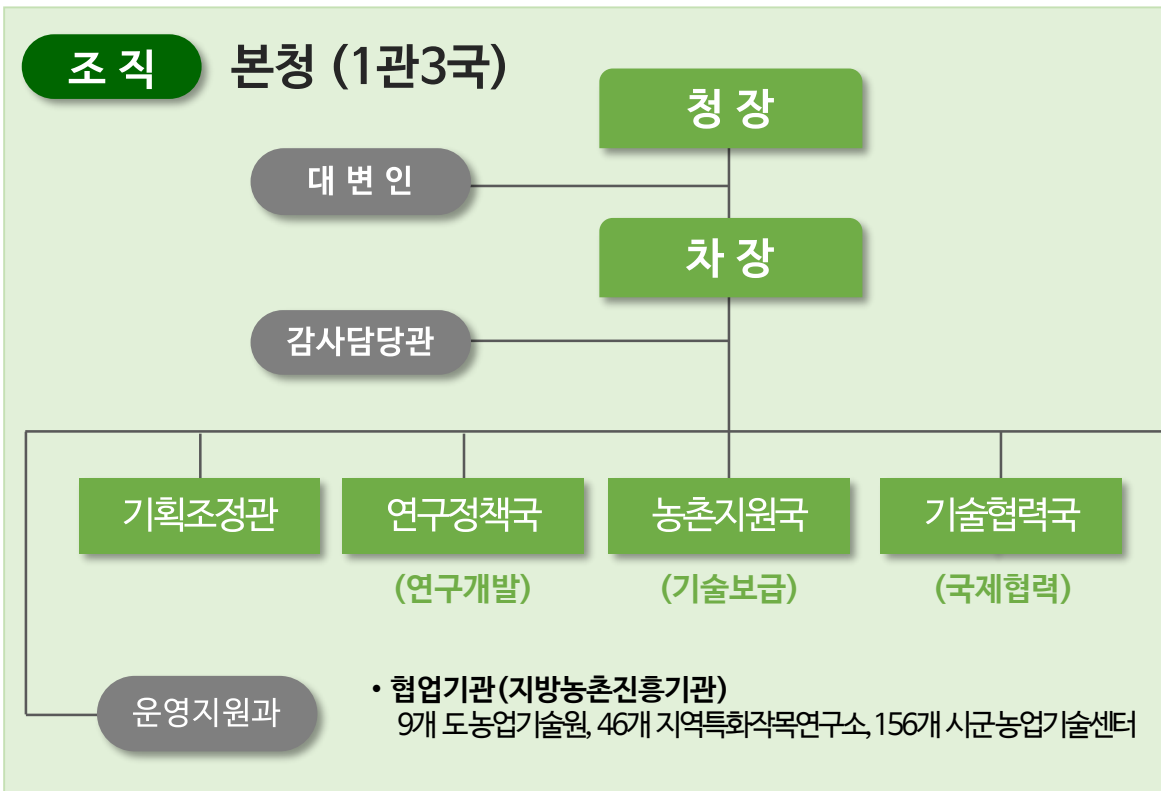 조 직
본청 (1관3국)
청 장
대 변 인
차 장
감사담당관
기획조정관
연구정책국
농촌지원국
기술협력국
(연구개발)
(기술보급)
(국제협력)
운영지원과
• 협업기관(지방농촌진흥기관)
9개 도 농업기술원, 46개 지역특화작목연구소, 156개 시군 농업기술센터